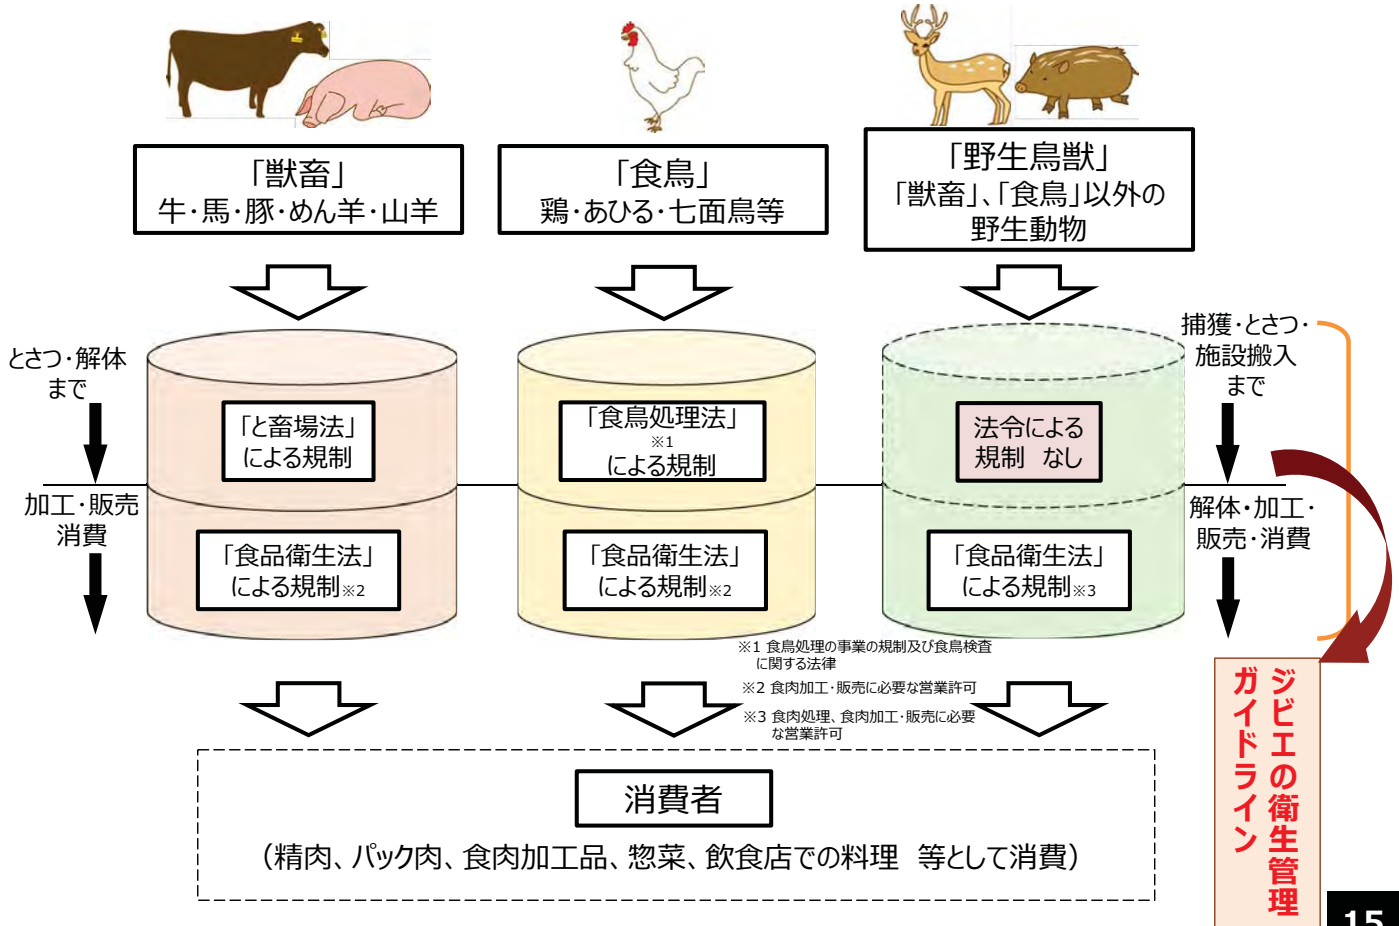 「獣畜」
牛・馬・豚・めん羊・山羊
「食鳥」
鶏・あひる・七面鳥等
「野生鳥獣」
「獣畜」、「食鳥」以外の
野生動物
とさつ・解体
まで
「と畜場法」
による規制
「食鳥処理法」
※1
による規制
法令による
規制 なし
捕獲・とさつ・
施設搬入
まで
加工・販売
消費
「食品衛生法」
による規制※2
「食品衛生法」
による規制※2
「食品衛生法」
による規制※3
解体・加工・
販売・消費
※1 食鳥処理の事業の規制及び食鳥検査
に関する法律
※2 食肉加工・販売に必要な営業許可
※3 食肉処理、食肉加工・販売に必要
な営業許可
ジビエの衛生管理
ガイドライン
消費者
（精肉、パック肉、食肉加工品、惣菜、飲食店での料理 等として消費）
15